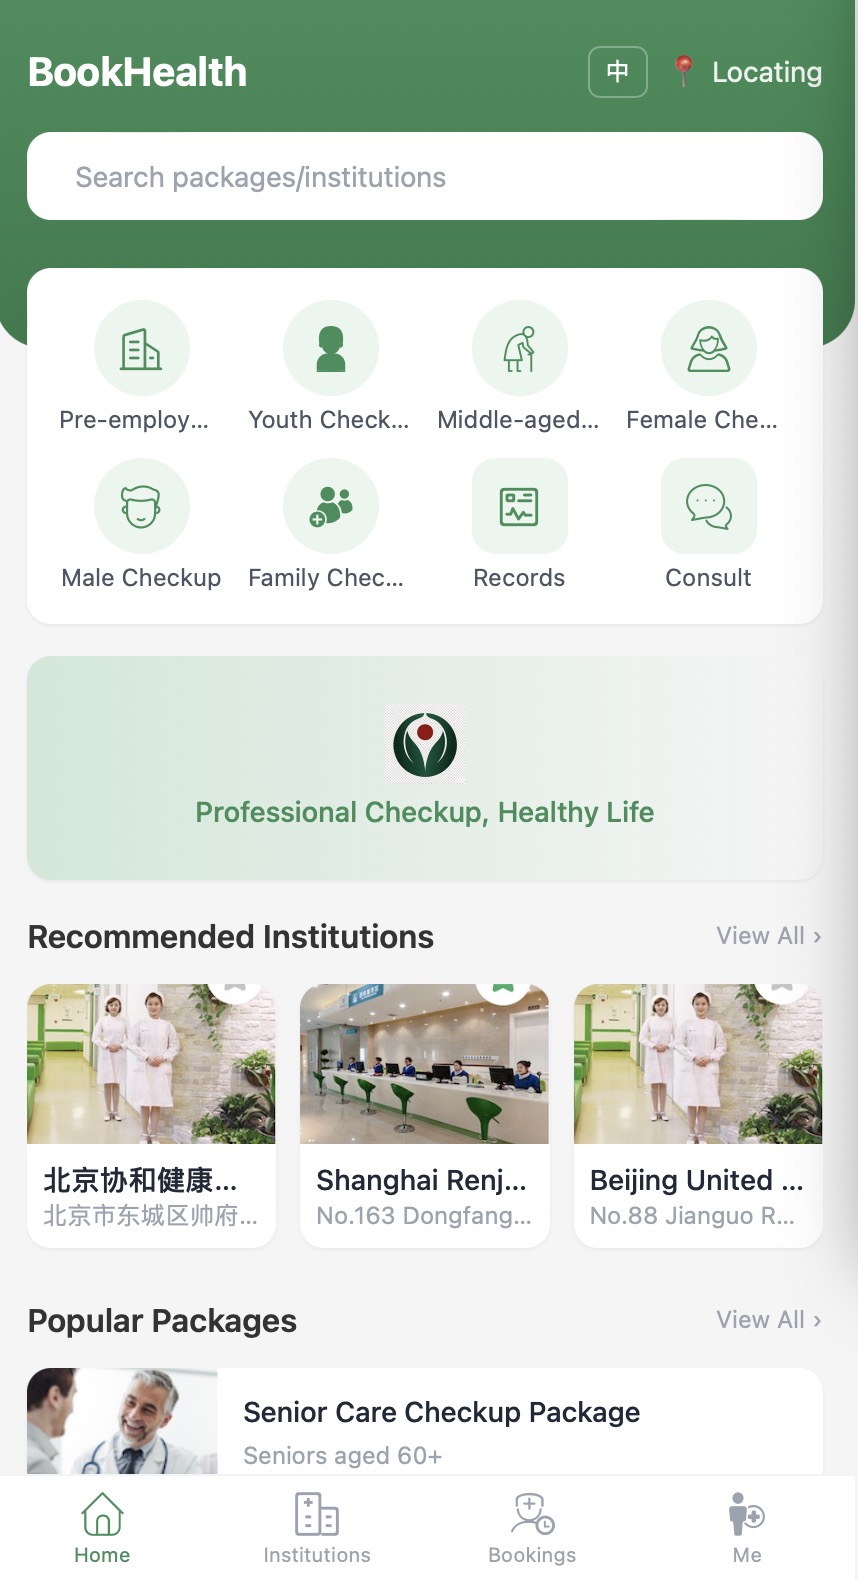 BookHealth
中
Locating
Search packages/institutions
Pre-employ...
Youth Check...
Middle-aged...
Female Che...
Male Checkup
Family Chec...
Records
Consult
Professional Checkup, Healthy Life
Recommended Institutions
View All ›
北京协和健康...
Shanghai Renj...
Beijing United ...
北京市东城区帅府...
No.163 Dongfang...
No.88 Jianguo R...
Popular Packages
View All ›
Senior Care Checkup Package
Seniors aged 60+
Home
Institutions
Bookings
Me